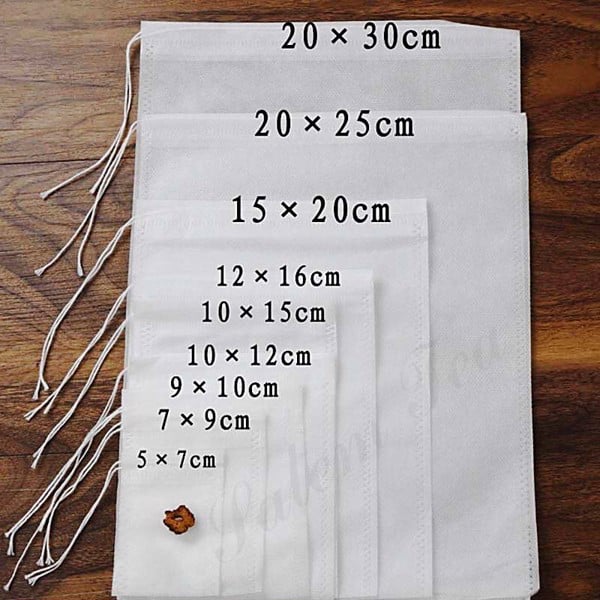 20 × 30cm
20 × 25cm
15 × 20cm
12 × 16cm
10 × 15cm
10 × 12cm
9 × 10cm
7 × 9cm
5 × 7cm